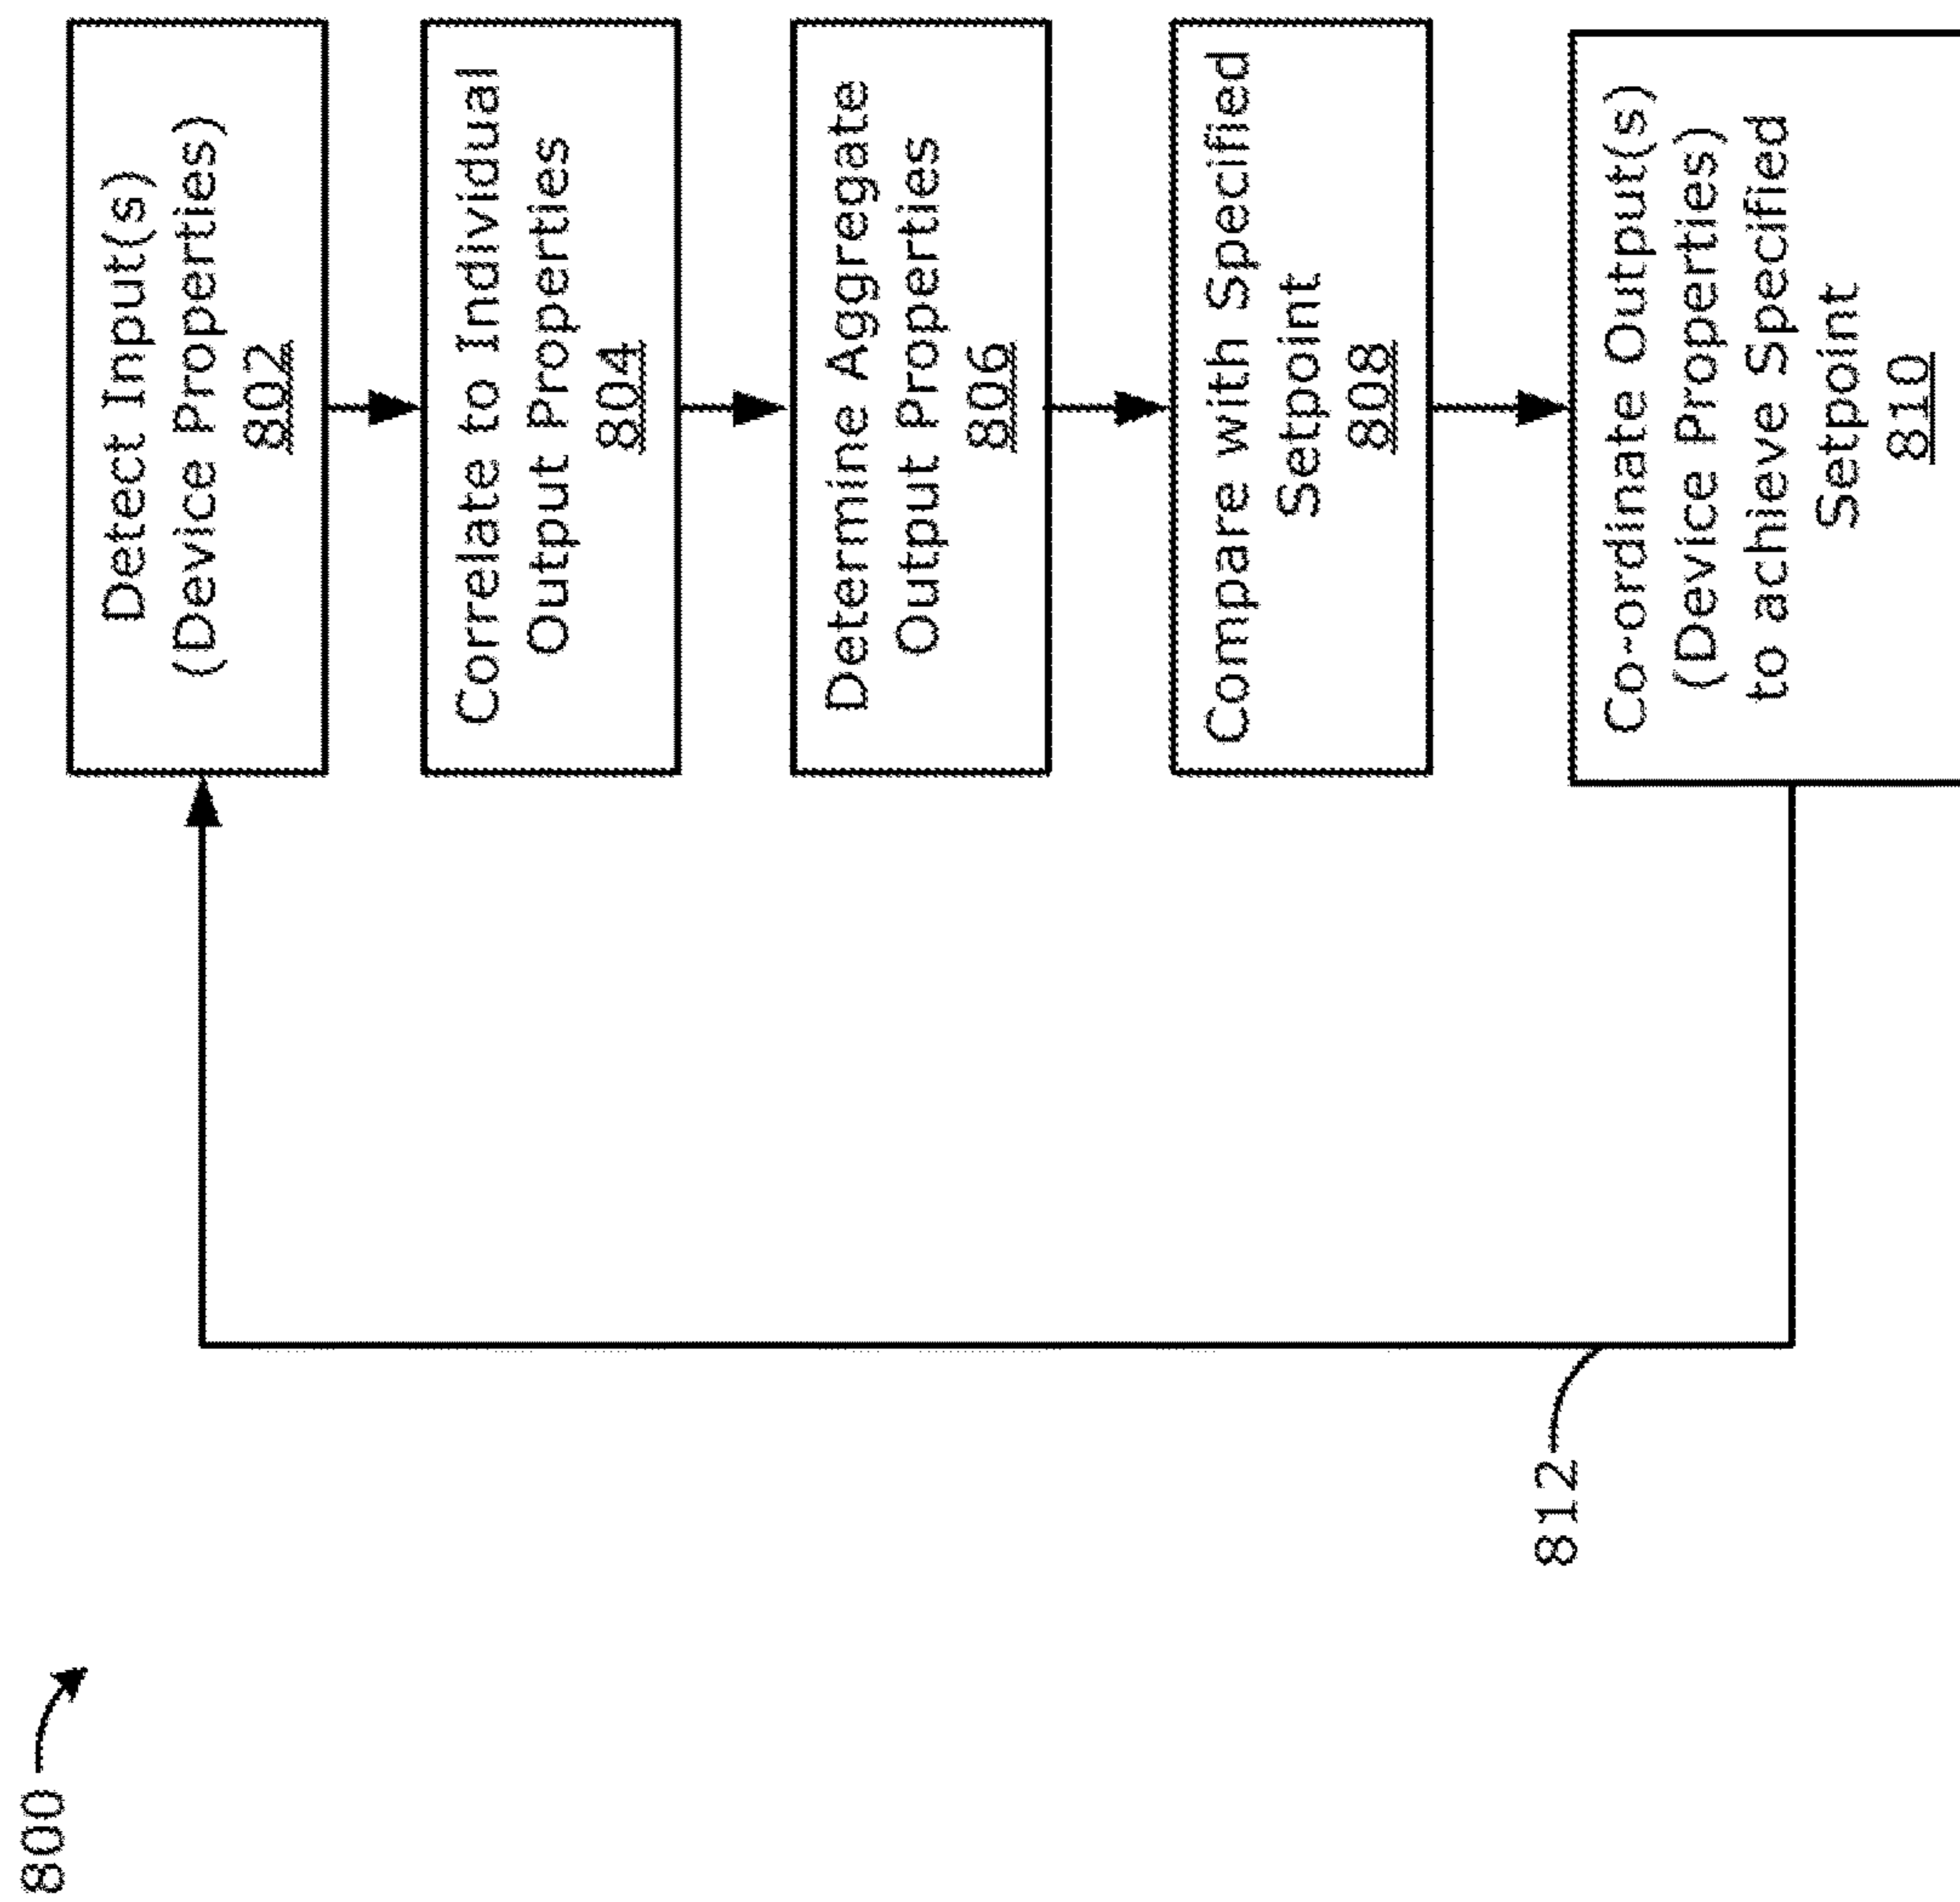 800
Detect Input(s)
(Device Properties)
802
Correlate to Individual
Output Properties
804
Determine Aggregate
Output Properties
806
Compare with Specified
Setpoint
808
Co-ordinate Output(s)
(Device Properties)
to achieve Specified
Setpoint
810
812